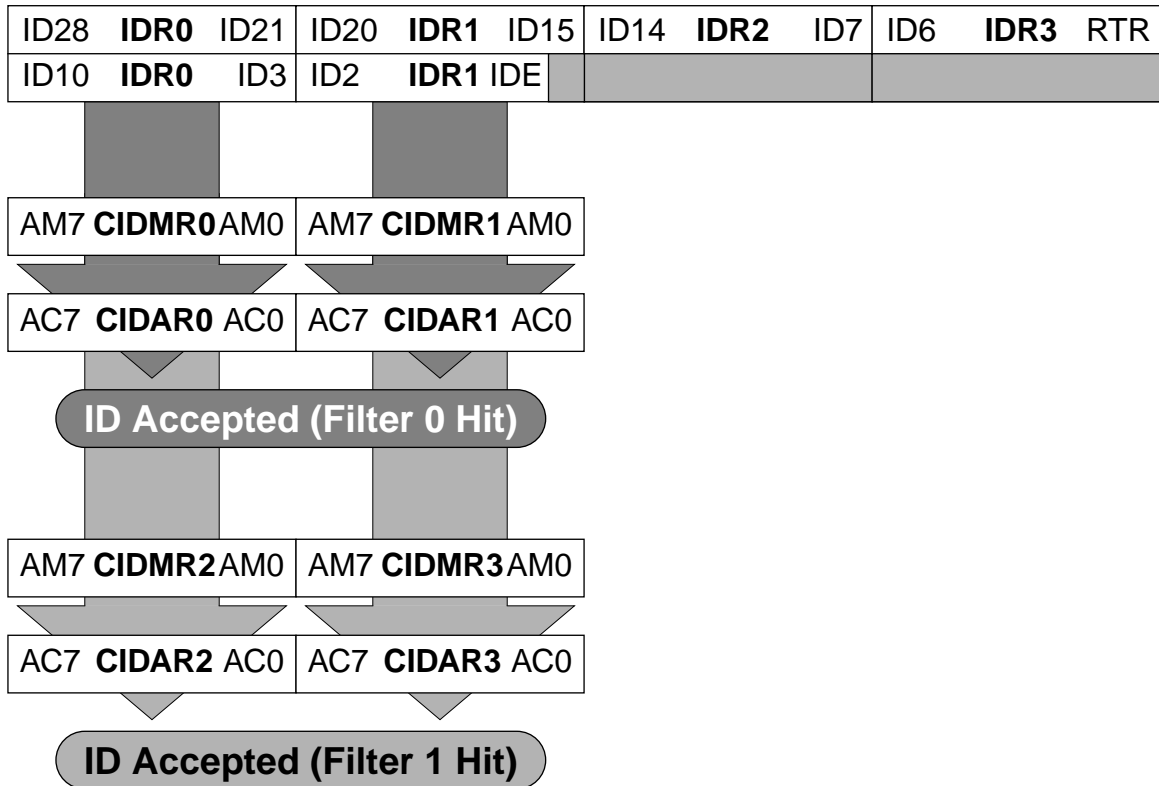 ID28 IDR0 ID21 ID20 IDR1 ID15 ID14 IDR2 ID7 ID6 IDR3 RTR
ID10 IDR0 ID3 ID2 IDR1 IDE
AM7 CIDMR0 AM0 AM7 CIDMR1 AM0
AC7 CIDAR0 AC0 AC7 CIDAR1 AC0
ID Accepted (Filter 0 Hit)
AM7 CIDMR2 AM0 AM7 CIDMR3 AM0
AC7 CIDAR2 AC0 AC7 CIDAR3 AC0
ID Accepted (Filter 1 Hit)